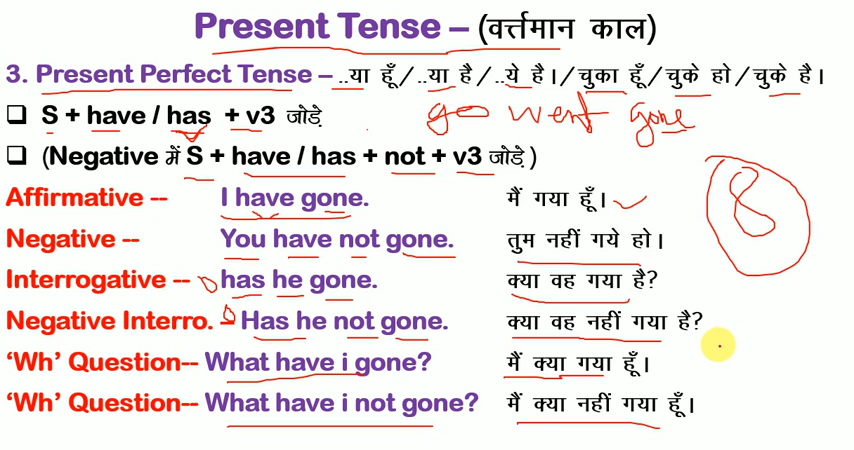 Present Tense – (वर्त्तमान काल)
3. Present Perfect Tense – ..या हूँ/ ..या है/ ..ये है।/चुका हूँ/चुके हो/चुके है।
❑ S + have / has + v3 जोड़े
go went gone
❑ (Negative में S + have / has + not + v3 जोड़े)
Affirmative -- I have gone. मैं गया हूँ।
Negative -- You have not gone. तुम नहीं गये हो।
8
Interrogative -- has he gone. क्या वह गया है?
Negative Interro. - Has he not gone. क्या वह नहीं गया है?
‘Wh’ Question-- What have i gone? मैं क्या गया हूँ।
‘Wh’ Question-- What have i not gone? मैं क्या नहीं गया हूँ।